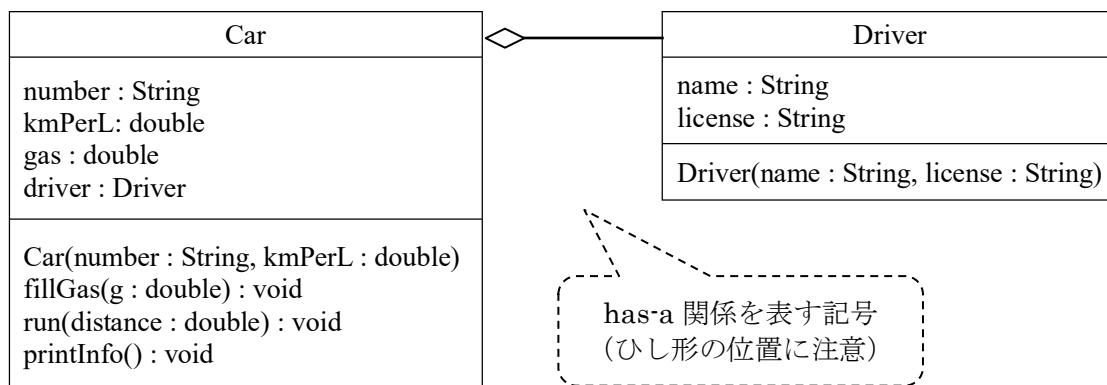 Car
number : String
kmPerL: double
gas : double
driver : Driver
Car(number : String, kmPerL : double)
fillGas(g : double) : void
run(distance : double) : void
printInfo() : void
Driver
name : String
license : String
Driver(name : String, license : String)
has-a 関係を表す記号
（ひし形の位置に注意）